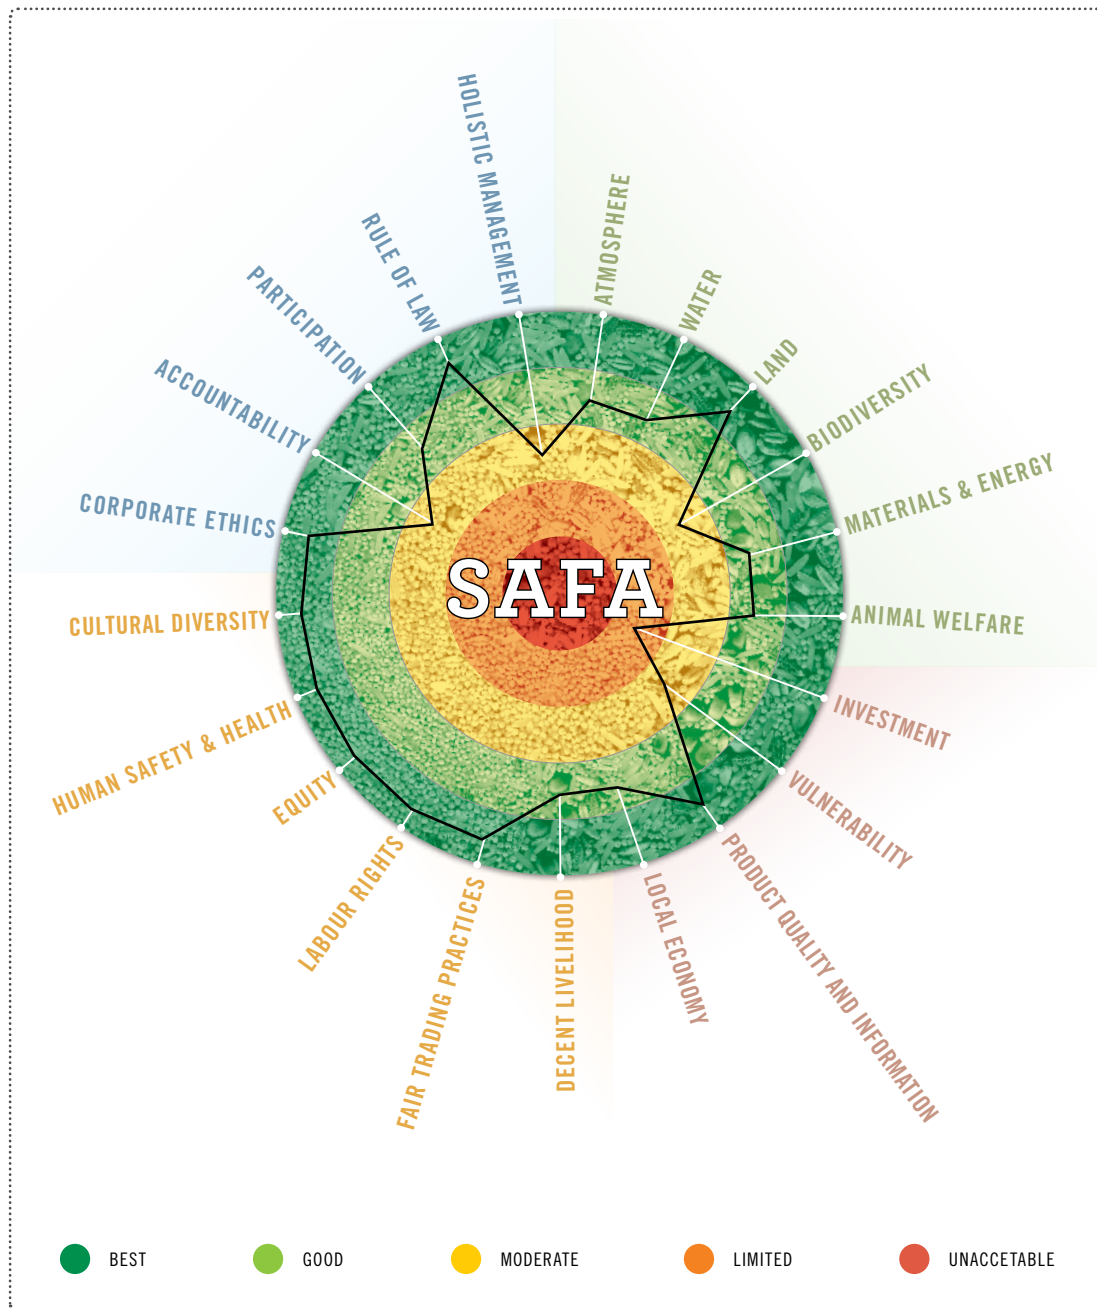 HOLISTIC MANAGEMENT
ATMOSPHERE
WATER
LAND
BIODIVERSITY
MATERIALS & ENERGY
ANIMAL WELFARE
INVESTMENT
VULNERABILITY
PRODUCT QUALITY AND INFORMATION
LOCAL ECONOMY
DECENT LIVELIHOOD
FAIR TRADING PRACTICES
LABOUR RIGHTS
EQUITY
HUMAN SAFETY & HEALTH
CULTURAL DIVERSITY
CORPORATE ETHICS
ACCOUNTABILITY
PARTICIPATION
RULE OF LAW
SAFA
BEST
GOOD
MODERATE
LIMITED
UNACCETABLE